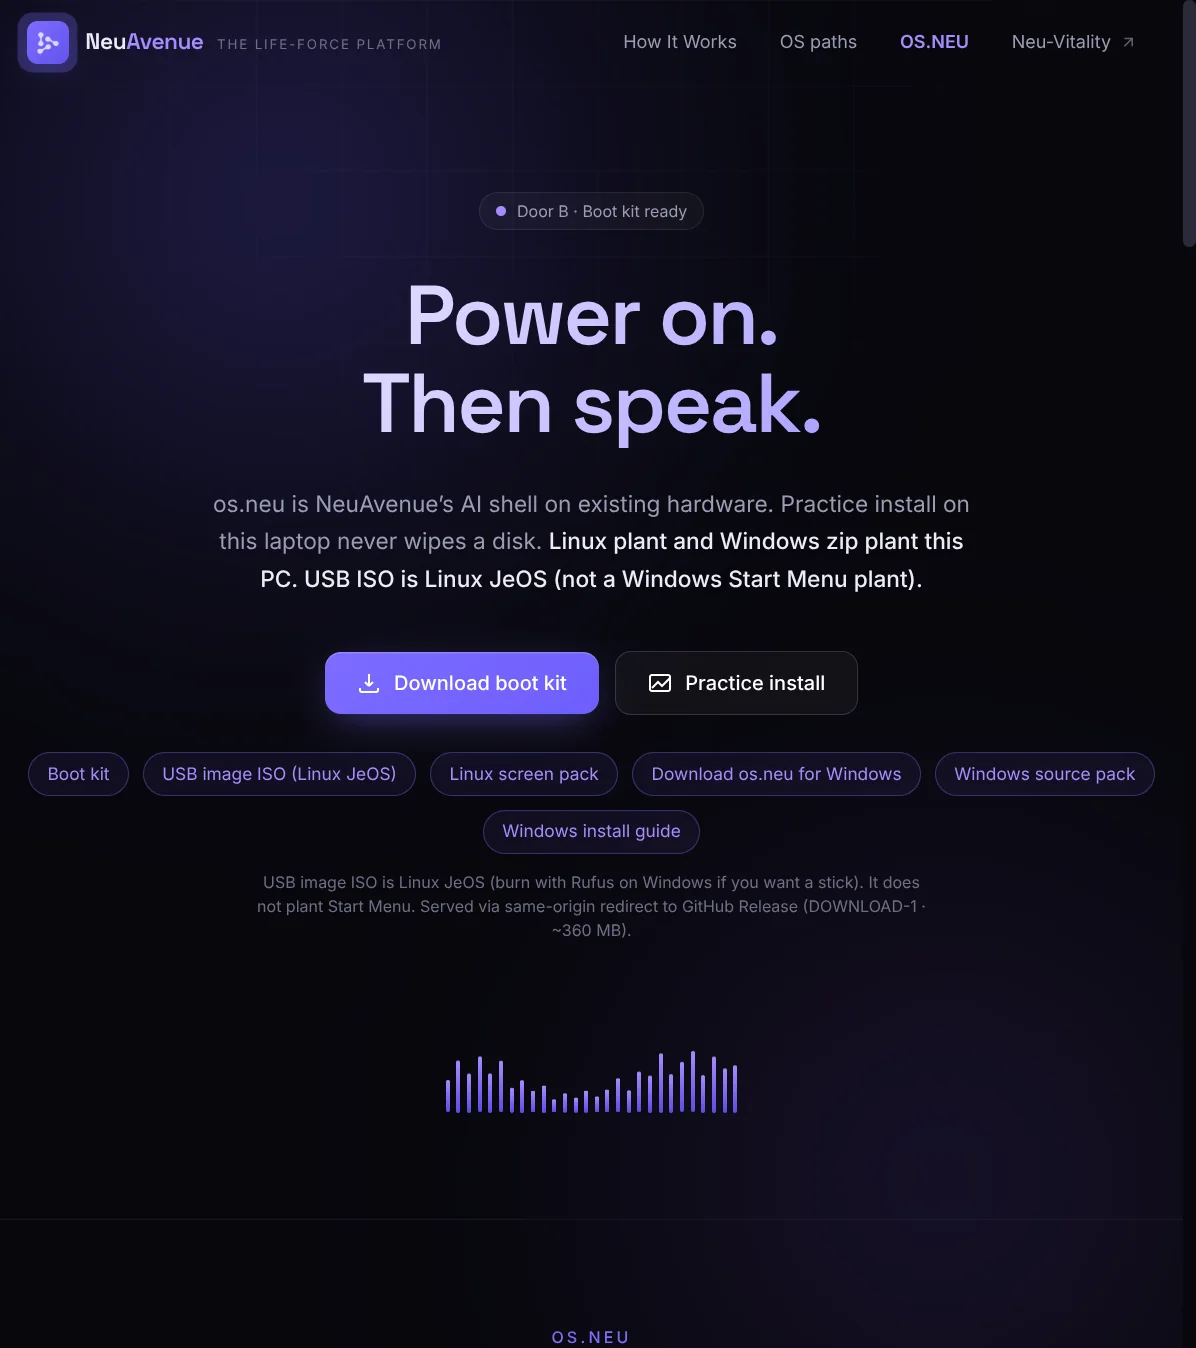 NeuAvenue THE LIFE-FORCE PLATFORM How It Works OS paths OS.NEU Neu-Vitality ↗
Door B · Boot kit ready
Power on.
Then speak.
os.neu is NeuAvenue’s AI shell on existing hardware. Practice install on
this laptop never wipes a disk. Linux plant and Windows zip plant this
PC. USB ISO is Linux JeOS (not a Windows Start Menu plant).
Download boot kit Practice install
Boot kit USB image ISO (Linux JeOS) Linux screen pack Download os.neu for Windows Windows source pack
Windows install guide
USB image ISO is Linux JeOS (burn with Rufus on Windows if you want a stick). It does
not plant Start Menu. Served via same-origin redirect to GitHub Release (DOWNLOAD-1 ·
~360 MB).
OS.NEU